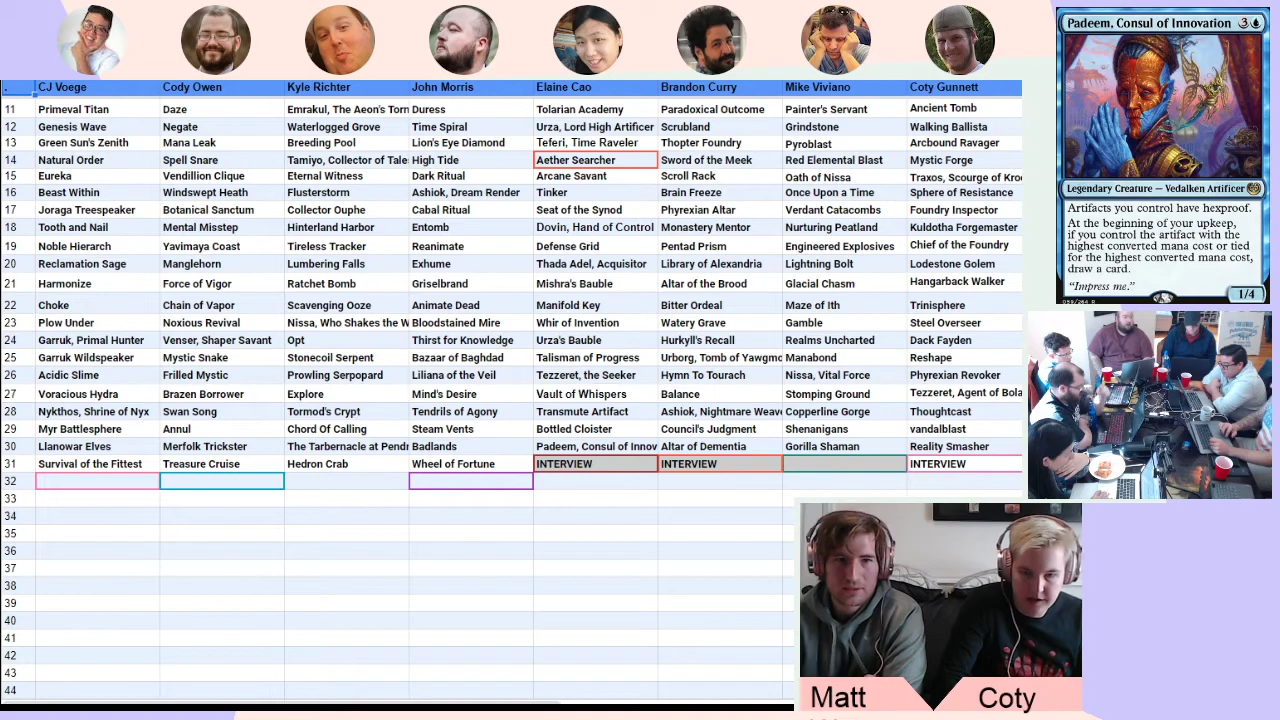 . CJ Voege Cody Owen Kyle Richter John Morris Elaine Cao Brandon Curry Mike Viviano Coty Gunnett
11 Primeval Titan Daze Emrakul, The Aeon's Torn Duress Tolarian Academy Paradoxical Outcome Painter's Servant Ancient Tomb
12 Genesis Wave Negate Waterlogged Grove Time Spiral Urza, Lord High Artificer Scrubland Grindstone Walking Ballista
13 Green Sun's Zenith Mana Leak Breeding Pool Lion's Eye Diamond Teferi, Time Raveler Thopter Foundry Pyroblast Arcbound Ravager
14 Natural Order Spell Snare Tamiyo, Collector of Tale High Tide Aether Searcher Sword of the Meek Red Elemental Blast Mystic Forge
15 Eureka Vendillion Clique Eternal Witness Dark Ritual Arcane Savant Scroll Rack Oath of Nissa Traxos, Scourge of Kro
16 Beast Within Windswept Heath Flusterstorm Ashiok, Dream Render Tinker Brain Freeze Once Upon a Time Sphere of Resistance
17 Joraga Treespeaker Botanical Sanctum Collector Ouphe Cabal Ritual Seat of the Synod Phyrexian Altar Verdant Catacombs Foundry Inspector
18 Tooth and Nail Mental Misstep Hinterland Harbor Entomb Dovin, Hand of Control Monastery Mentor Nurturing Peatland Kuldotha Forgemaster
19 Noble Hierarch Yavimaya Coast Tireless Tracker Reanimate Defense Grid Pentad Prism Engineered Explosives Chief of the Foundry
20 Reclamation Sage Manglehorn Lumbering Falls Exhume Thada Adel, Acquisitor Library of Alexandria Lightning Bolt Lodestone Golem
21 Harmonize Force of Vigor Ratchet Bomb Griselbrand Mishra's Bauble Altar of the Brood Glacial Chasm Hangarback Walker
22 Choke Chain of Vapor Scavenging Ooze Animate Dead Manifold Key Bitter Ordeal Maze of Ith Trinisphere
23 Plow Under Noxious Revival Nissa, Who Shakes the W Bloodstained Mire Whir of Invention Watery Grave Gamble Steel Overseer
24 Garruk, Primal Hunter Venser, Shaper Savant Opt Thirst for Knowledge Urza's Bauble Hurkyll's Recall Realms Uncharted Dack Fayden
25 Garruk Wildspeaker Mystic Snake Stonecoil Serpent Bazaar of Baghdad Talisman of Progress Urborg, Tomb of Yawgmo Manabond Reshape
26 Acidic Slime Frilled Mystic Prowling Serpopard Liliana of the Veil Tezzeret, the Seeker Hymn To Tourach Nissa, Vital Force Phyrexian Revoker
27 Voracious Hydra Brazen Borrower Explore Mind's Desire Vault of Whispers Balance Stomping Ground Tezzeret, Agent of Bola
28 Nykthos, Shrine of Nyx Swan Song Tormod's Crypt Tendrils of Agony Transmute Artifact Ashiok, Nightmare Weave Copperline Gorge Thoughtcast
29 Myr Battlesphere Annul Chord Of Calling Steam Vents Bottled Cloister Council's Judgment Shenanigans vandalblast
30 Llanowar Elves Merfolk Trickster The Tarbernacle at Pendr Badlands Padeem, Consul of Innov Altar of Dementia Gorilla Shaman Reality Smasher
31 Survival of the Fittest Treasure Cruise Hedron Crab Wheel of Fortune INTERVIEW INTERVIEW INTERVIEW
32
33
34
35
36
37
38
39
40
41
42
43
44
Padeem, Consul of Innovation 3
Legendary Creature — Vedalken Artificer
Artifacts you control have hexproof.
At the beginning of your upkeep,
if you control the artifact with the
highest converted mana cost or tied
for the highest converted mana cost,
draw a card.
“Impress me.”
059/264 R
1/4
Matt Coty